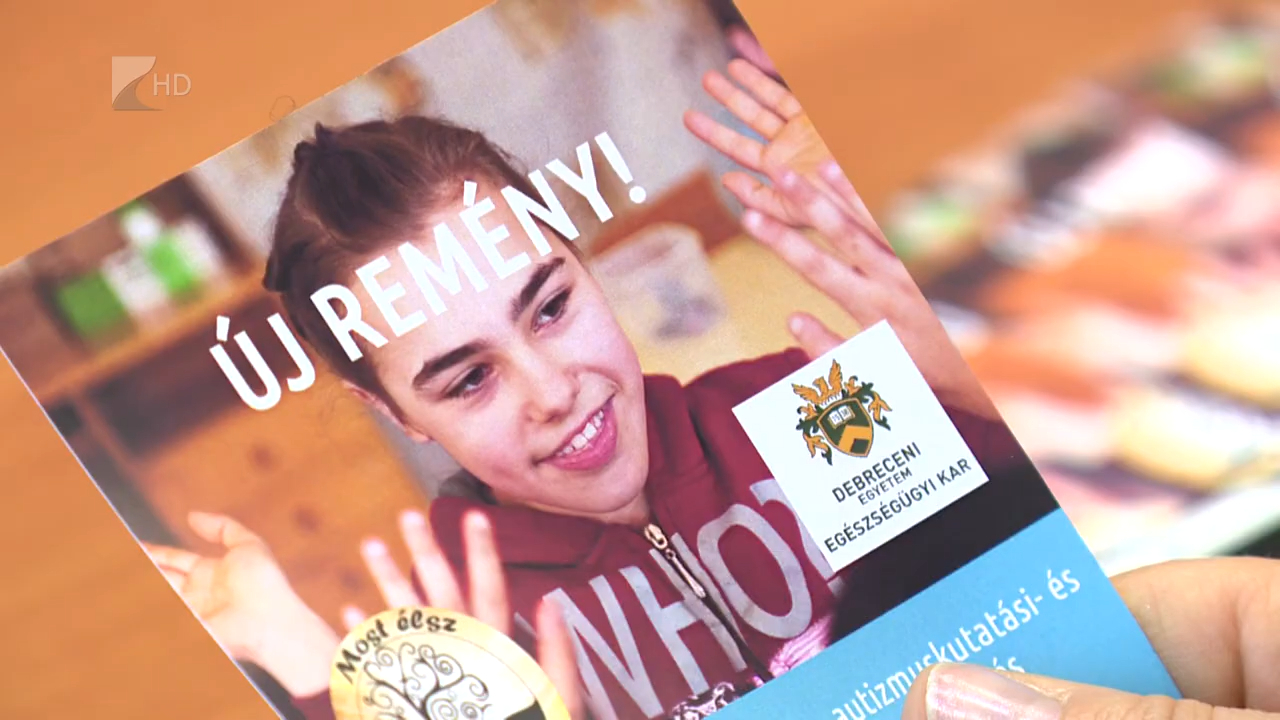 HD
ÚJ REMÉNY!
DEBRECENI
EGYETEM
EGÉSZSÉGÜGYI KAR
WHO
Most élsz
autizmuskutatási- és